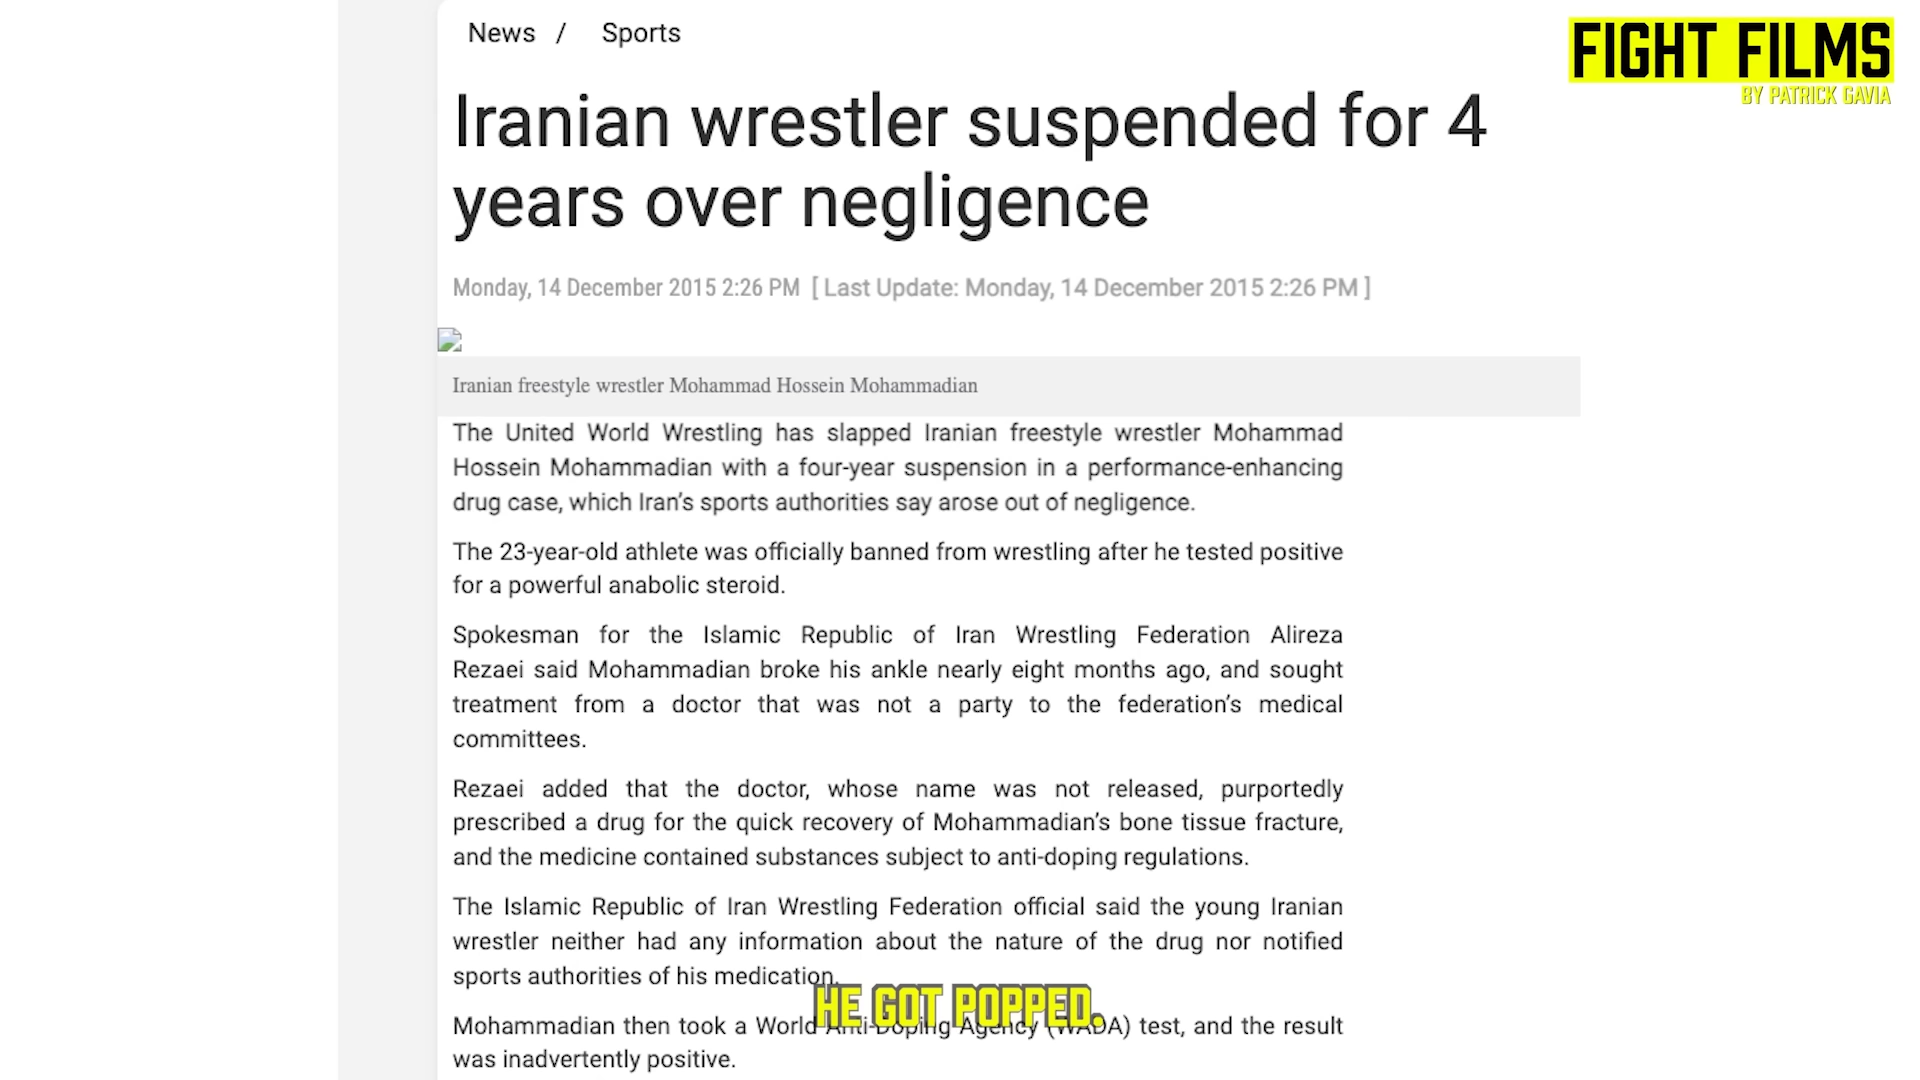 News / Sports
FIGHT FILMS
BY PATRICK GAVIA
Iranian wrestler suspended for 4
years over negligence
Monday, 14 December 2015 2:26 PM [ Last Update: Monday, 14 December 2015 2:26 PM ]
Iranian freestyle wrestler Mohammad Hossein Mohammadian
The United World Wrestling has slapped Iranian freestyle wrestler Mohammad
Hossein Mohammadian with a four-year suspension in a performance-enhancing
drug case, which Iran’s sports authorities say arose out of negligence.
The 23-year-old athlete was officially banned from wrestling after he tested positive
for a powerful anabolic steroid.
Spokesman for the Islamic Republic of Iran Wrestling Federation Alireza
Rezaei said Mohammadian broke his ankle nearly eight months ago, and sought
treatment from a doctor that was not a party to the federation’s medical
committees.
Rezaei added that the doctor, whose name was not released, purportedly
prescribed a drug for the quick recovery of Mohammadian’s bone tissue fracture,
and the medicine contained substances subject to anti-doping regulations.
The Islamic Republic of Iran Wrestling Federation official said the young Iranian
wrestler neither had any information about the nature of the drug nor notified
sports authorities of his medication.
HE GOT POPPED.
Mohammadian then took a World Anti-Doping Agency (WADA) test, and the result
was inadvertently positive.